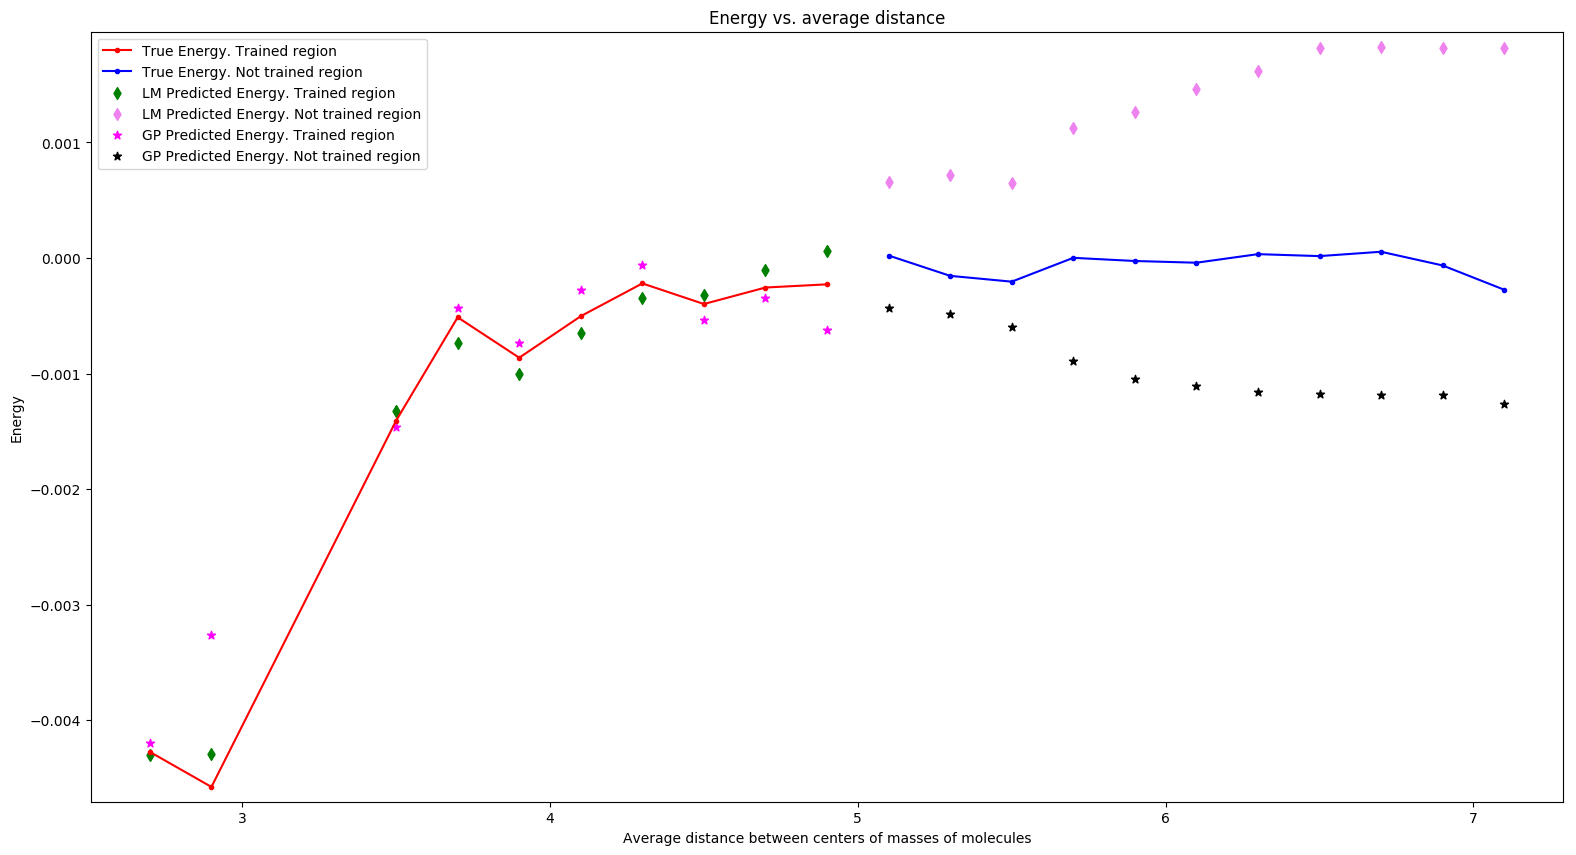 Energy vs. average distance
True Energy. Trained region
True Energy. Not trained region
LM Predicted Energy. Trained region
LM Predicted Energy. Not trained region
GP Predicted Energy. Trained region
GP Predicted Energy. Not trained region
0.001
0.000
−0.001
−0.002
−0.003
−0.004
Energy
3 4 5 6 7
Average distance between centers of masses of molecules